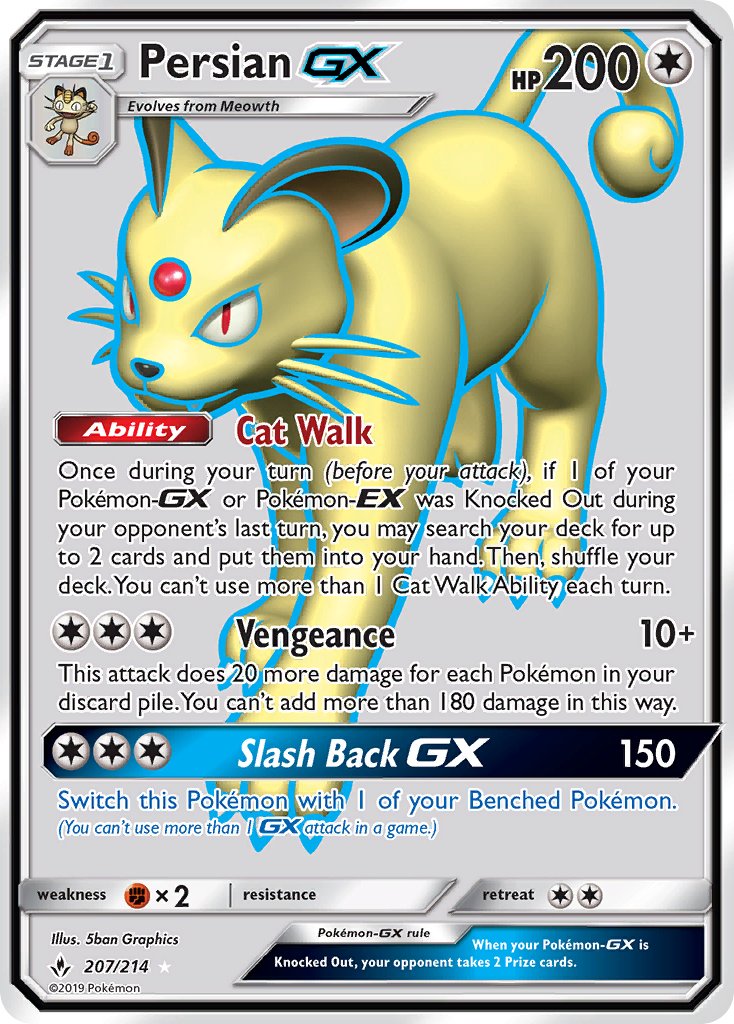 STAGE1
Persian GX
HP200
Evolves from Meowth
Ability
Cat Walk
Once during your turn (before your attack), if 1 of your
Pokémon-GX or Pokémon-EX was Knocked Out during
your opponent's last turn, you may search your deck for up
to 2 cards and put them into your hand. Then, shuffle your
deck. You can't use more than 1 Cat Walk Ability each turn.
Vengeance 10+
This attack does 20 more damage for each Pokémon in your
discard pile. You can't add more than 180 damage in this way.
Slash Back GX 150
Switch this Pokémon with 1 of your Benched Pokémon.
(You can't use more than 1 GX attack in a game.)
weakness ×2 resistance retreat
Illus. 5ban Graphics
207/214
©2019 Pokémon
Pokémon-GX rule
When your Pokémon-GX is
Knocked Out, your opponent takes 2 Prize cards.